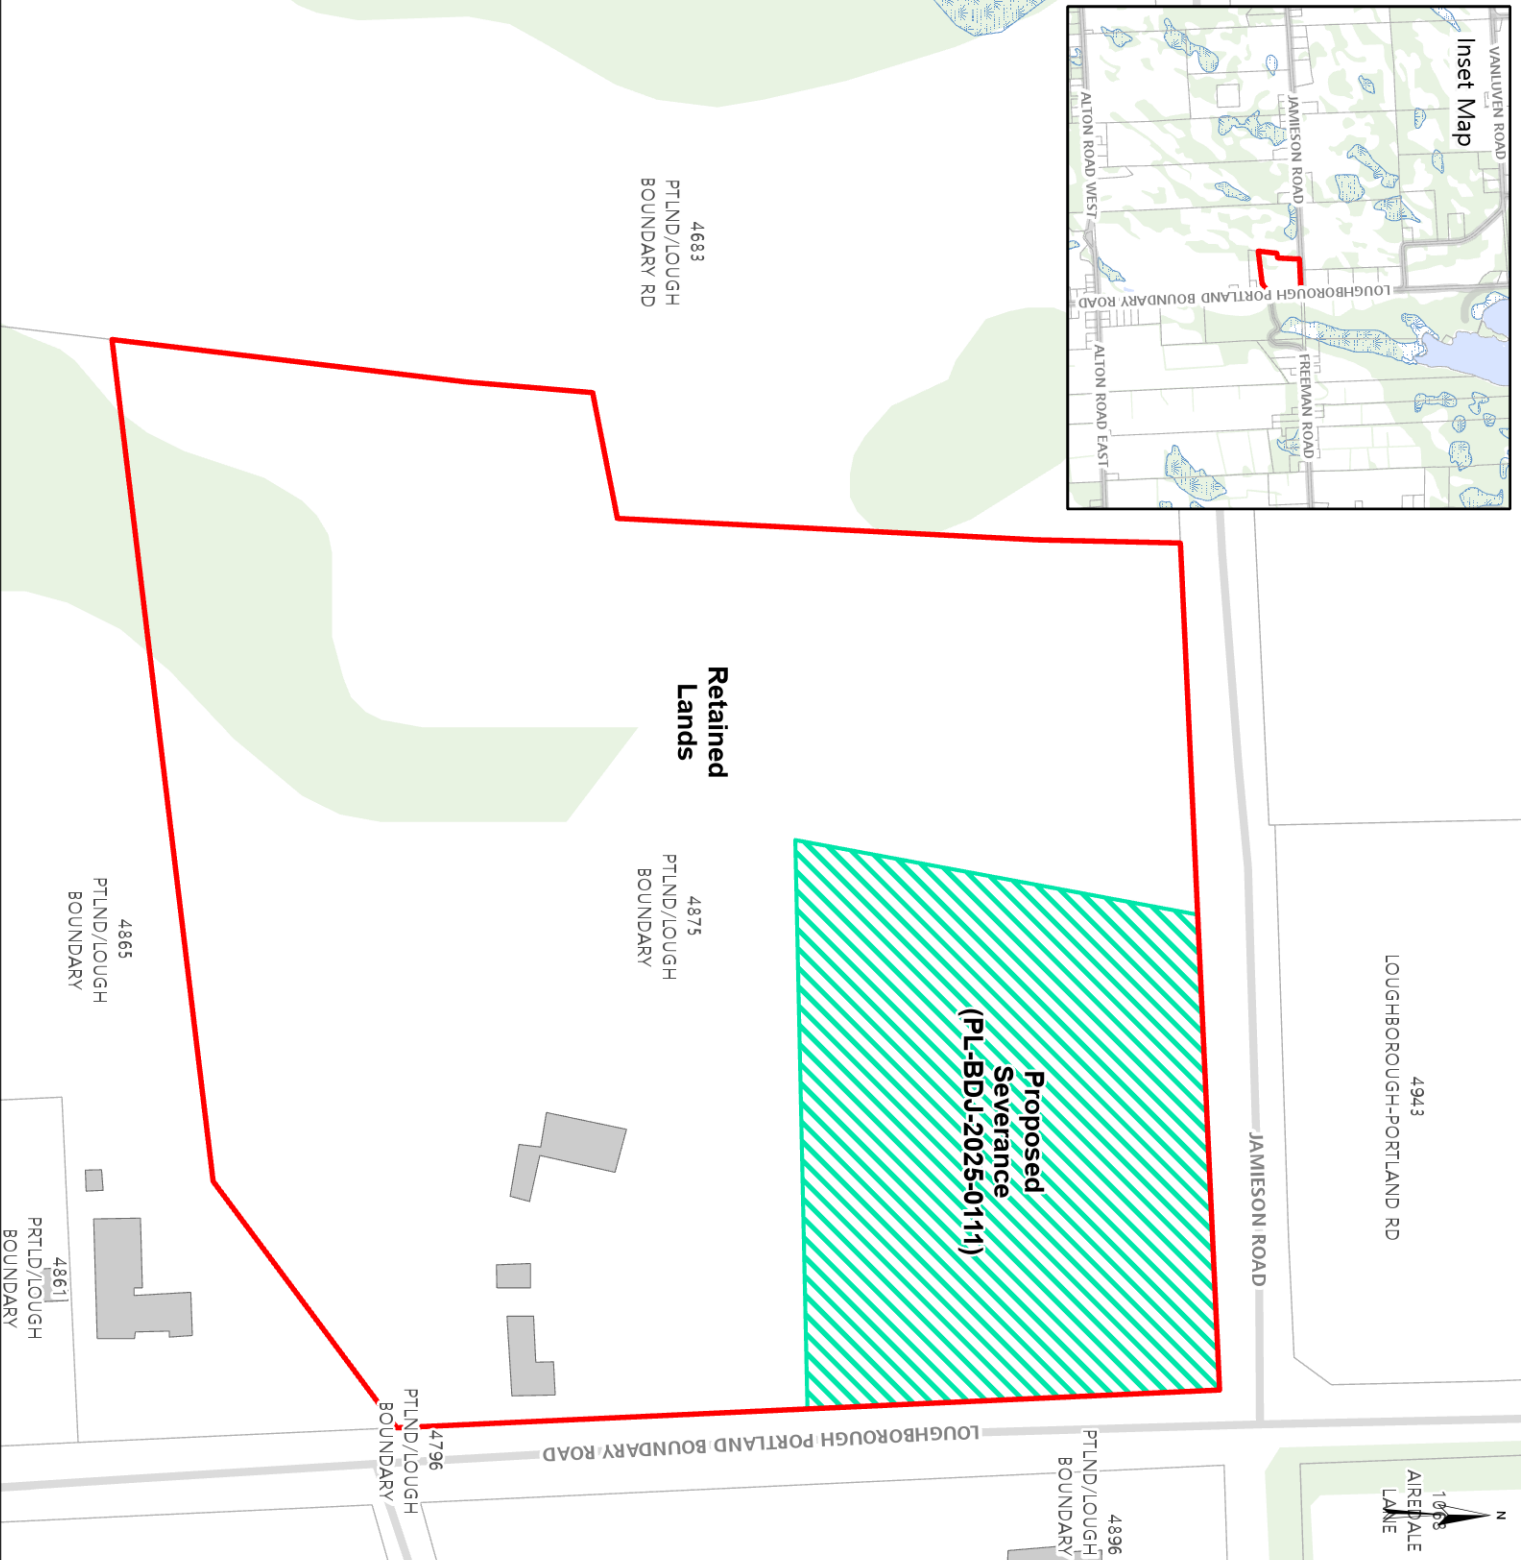 Inset Map
VANLUVEN ROAD
JAMIESON ROAD
ALTON ROAD WEST
LOUGHBOROUGH PORTLAND BOUNDARY ROAD
FREEMAN ROAD
ALTON ROAD EAST
4683
PTLND/LOUGH
BOUNDARY RD
Retained
Lands
4875
PTLND/LOUGH
BOUNDARY
4865
PTLND/LOUGH
BOUNDARY
4943
LOUGHBOROUGH-PORTLAND RD
JAMIESON ROAD
Proposed
Severance
(PL-BDJ-2025-0111)
4861
PRTLD/LOUGH
BOUNDARY
4796
PTLND/LOUGH
BOUNDARY
LOUGHBOROUGH PORTLAND BOUNDARY ROAD
4896
PTLND/LOUGH
BOUNDARY
1068
AIREDALE
LANE
N